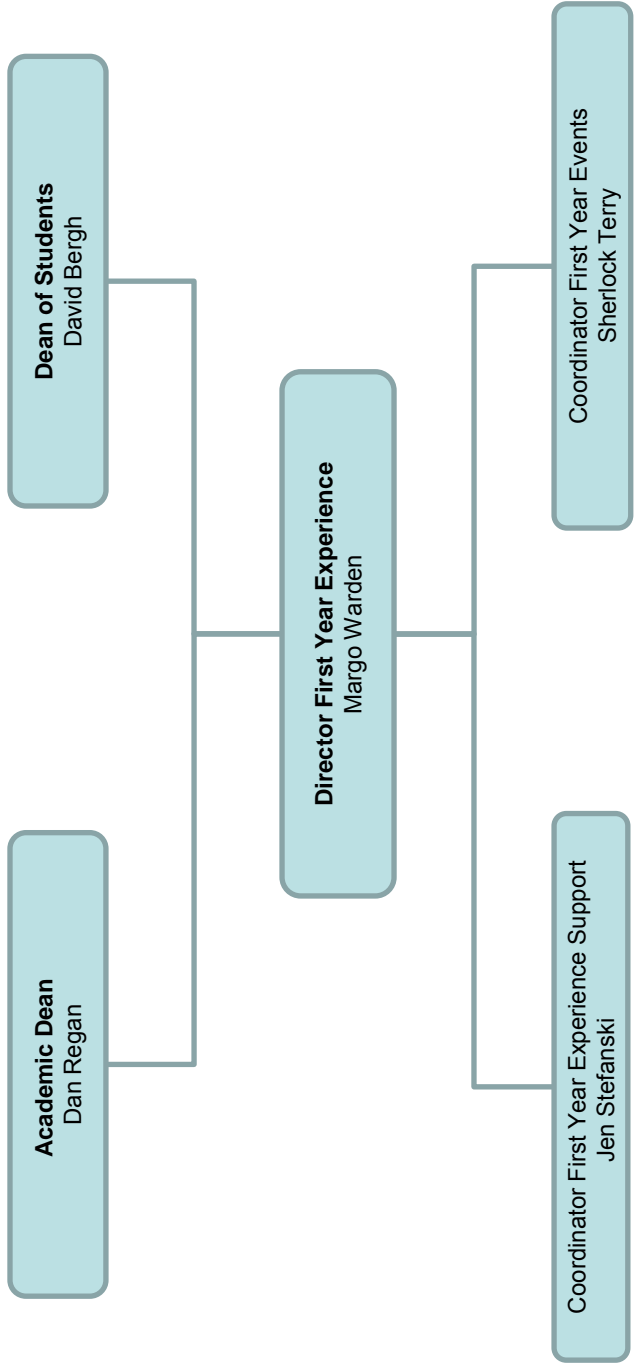 Academic Dean
Dan Regan
Dean of Students
David Bergh
Director First Year Experience
Margo Warden
Coordinator First Year Experience Support
Jen Stefanski
Coordinator First Year Events
Sherlock Terry